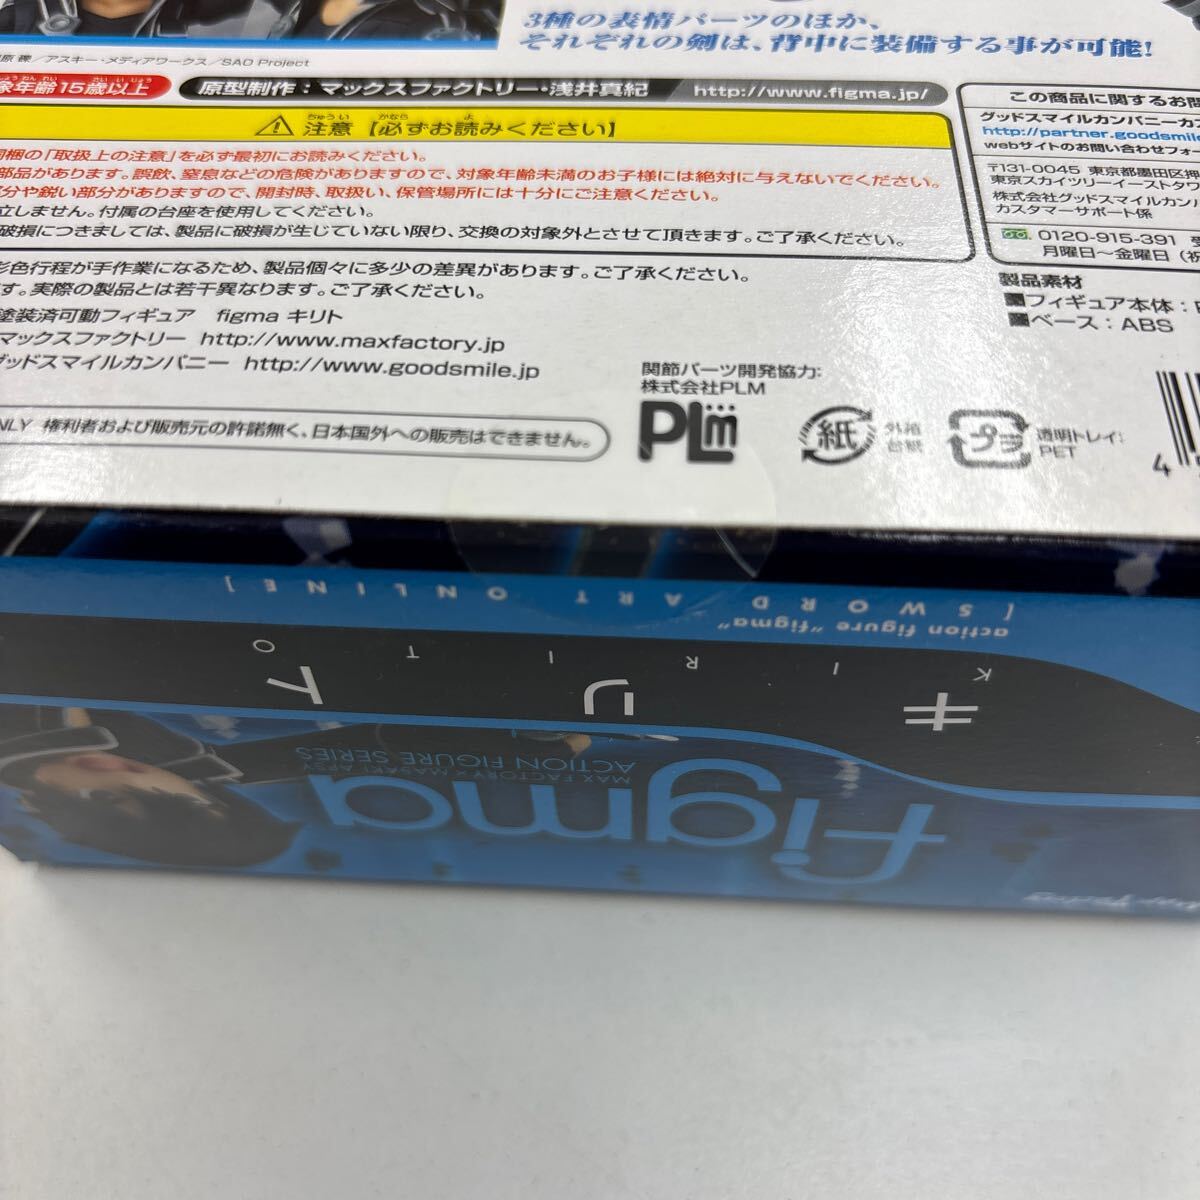 3種の表情パーツのほか、
それぞれの剣は、背中に装備する事が可能!
原 礫/アスキー・メディアワークス/SAO Project
象年齢15歳以上
原型制作:マックスファクトリー・浅井真紀 http://www.figma.jp/
注意【必ずお読みください】
同梱の「取扱上の注意」を必ず最初にお読みください。
部品があります。誤飲、窒息などの危険がありますので、対象年齢未満のお子様には絶対に与えないでください。
部分や鋭い部分がありますので、開封時、取扱い、保管場所には十分にご注意ください。
立しません。付属の台座を使用してください。
破損につきましては、製品に破損が生じていない限り、交換の対象外とさせて頂きます。ご了承ください。
彩色行程が手作業になるため、製品個々に多少の差異があります。ご了承ください。
す。実際の製品とは若干異なります。ご了承ください。
塗装済可動フィギュア figma キリト
マックスファクトリー http://www.maxfactory.jp
グッドスマイルカンパニー http://www.goodsmile.jp
NLY 権利者および販売元の許諾無く、日本国外への販売はできません。
この商品に関するお問
グッドスマイルカンパニーカス
http://partner.goodsmile
webサイトのお問い合わせフォー
〒131-0045 東京都墨田区押
東京スカイツリーイーストタワ
株式会社グッドスマイルカンパ
カスタマーサポート係
0120-915-391 受
月曜日〜金曜日(祝
製品素材
■フィギュア本体:
■ベース:ABS
関節パーツ開発協力:
株式会社PLM
PLm
紙
外箱
台紙
プラ
透明トレイ:
PET
4
[ SWORD ART ONLINE ]
action figure "figma"
KIRITO
キリト
MAX FACTORY × MASAKI APSY
ACTION FIGURE SERIES
figma